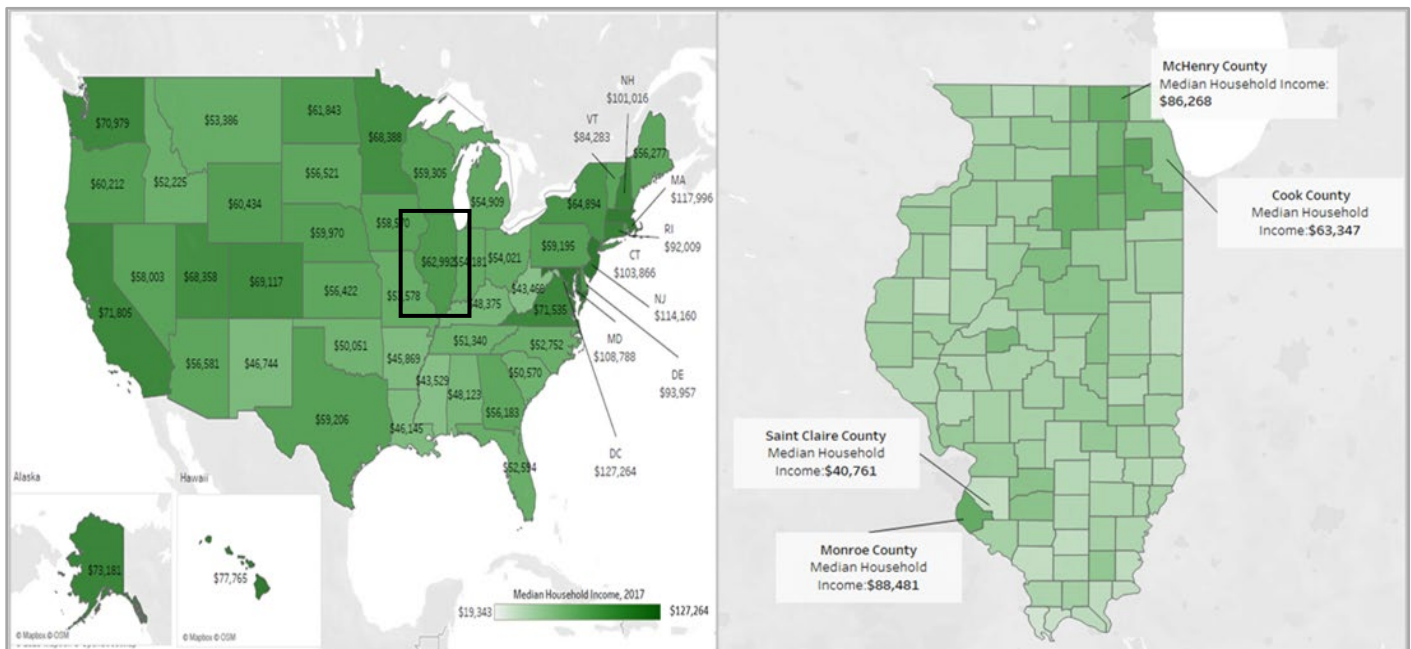 NH
$101,016
VT
$84,283
$70,979
$53,386
$61,843
$68,388
$59,305
$56,277
$60,212
$52,225
$56,521
$54,909
$64,894
MA
$117,996
$60,434
$58,570
$59,195
RI
$92,009
$59,970
$62,992
$54,181
$54,021
CT
$103,866
$58,003
$68,358
$69,117
$56,422
$43,466
$48,375
$71,535
NJ
$114,160
$71,805
$51,340
$52,752
MD
$108,788
$56,581
$46,744
$50,051
$45,869
$50,570
DE
$93,957
$43,529
$48,123
$56,183
$59,206
$46,145
DC
$127,264
$52,594
Alaska
Hawaii
$73,181
$77,765
Median Household Income, 2017
$19,343
$127,264
© Mapbox © OSM
© Mapbox © OSM
McHenry County
Median Household Income:
$86,268
Cook County
Median Household
Income:$63,347
Saint Claire County
Median Household
Income:$40,761
Monroe County
Median Household
Income:$88,481